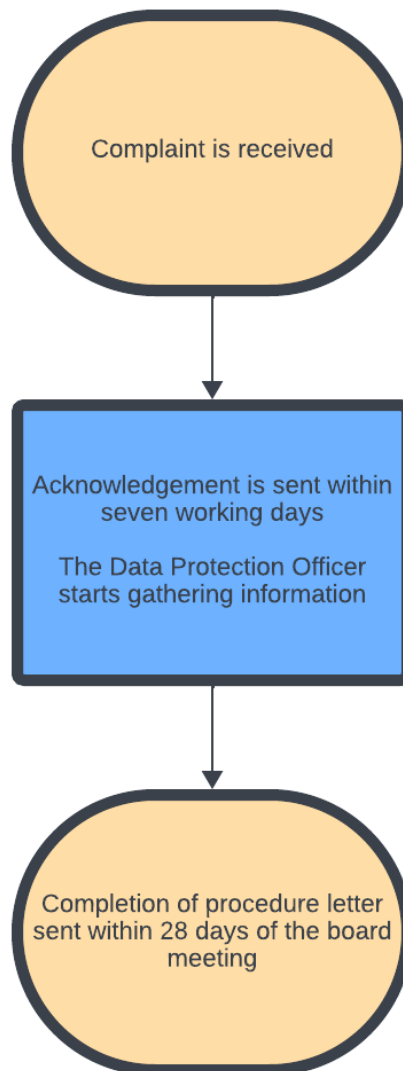 Complaint is received
Acknowledgement is sent within
seven working days
The Data Protection Officer
starts gathering information
Completion of procedure letter
sent within 28 days of the board
meeting